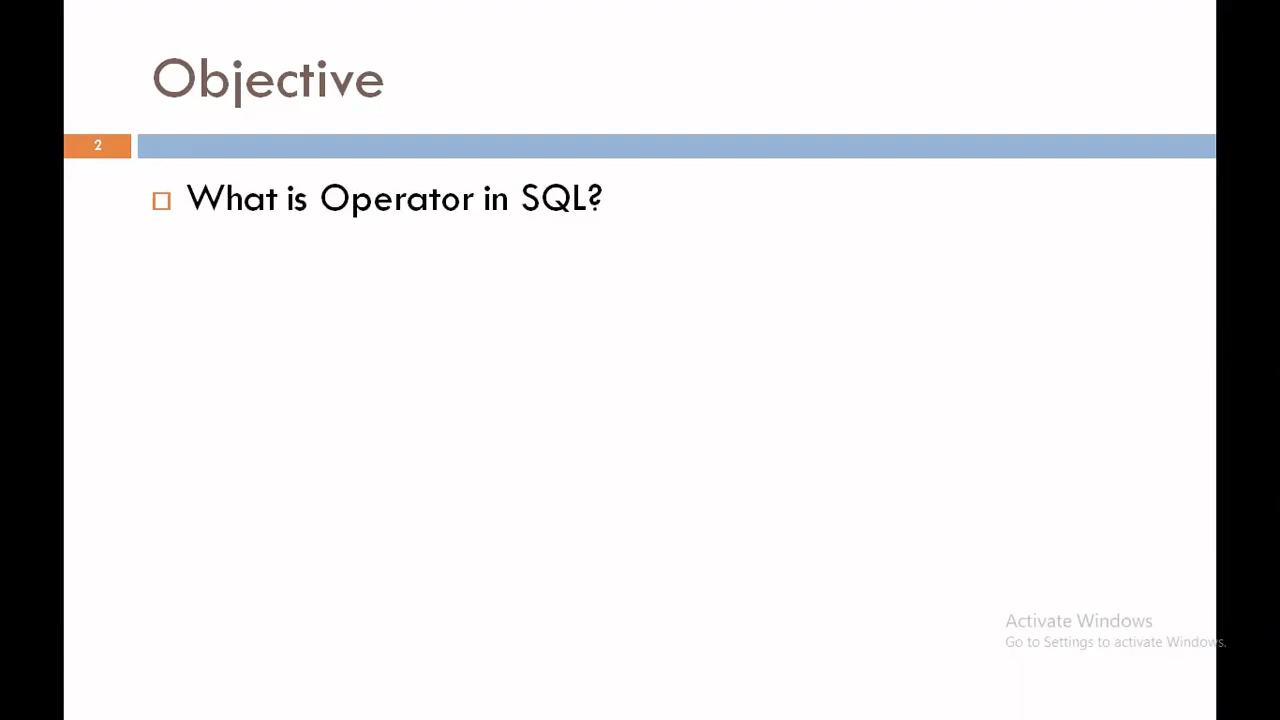 Objective
2
What is Operator in SQL?
Activate Windows
Go to Settings to activate Windows.